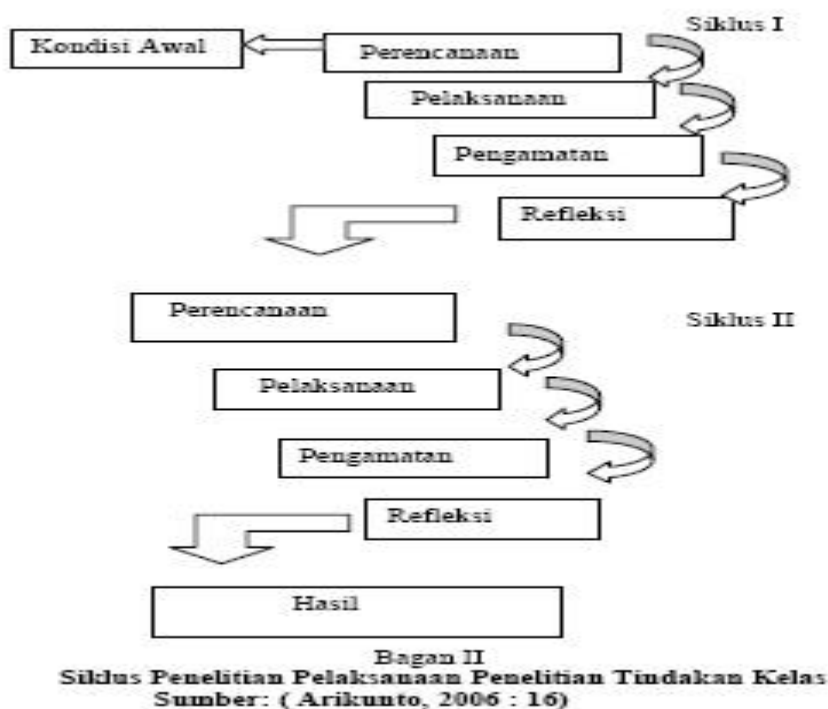 Siklus I
Kondisi Awal
Perencanaan
Pelaksanaan
Pengamatan
Refleksi
Perencanaan
Siklus II
Pelaksanaan
Pengamatan
Refleksi
Hasil
Bagan II
Siklus Penelitian Pelaksanaan Penelitian Tindakan Kelas
Sumber: ( Arikunto, 2006 : 16)